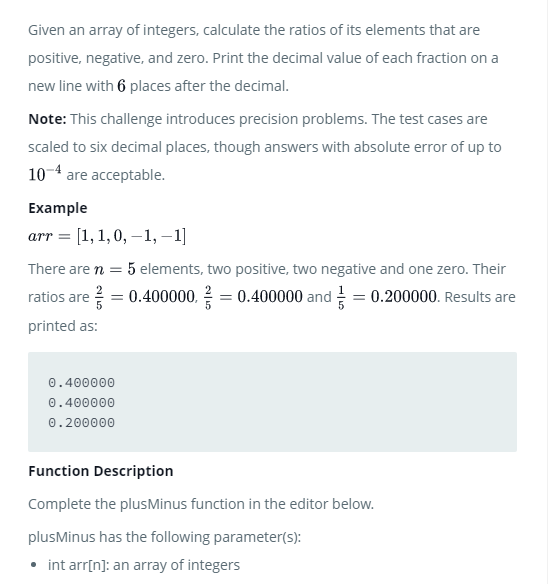 Given an array of integers, calculate the ratios of its elements that are
positive, negative, and zero. Print the decimal value of each fraction on a
new line with 6 places after the decimal.
Note: This challenge introduces precision problems. The test cases are
scaled to six decimal places, though answers with absolute error of up to
10⁻⁴ are acceptable.
Example
arr = [1, 1, 0, −1, −1]
There are n = 5 elements, two positive, two negative and one zero. Their
ratios are 2/5 = 0.400000, 2/5 = 0.400000 and 1/5 = 0.200000. Results are
printed as:
0.400000
0.400000
0.200000
Function Description
Complete the plusMinus function in the editor below.
plusMinus has the following parameter(s):
• int arr[n]: an array of integers